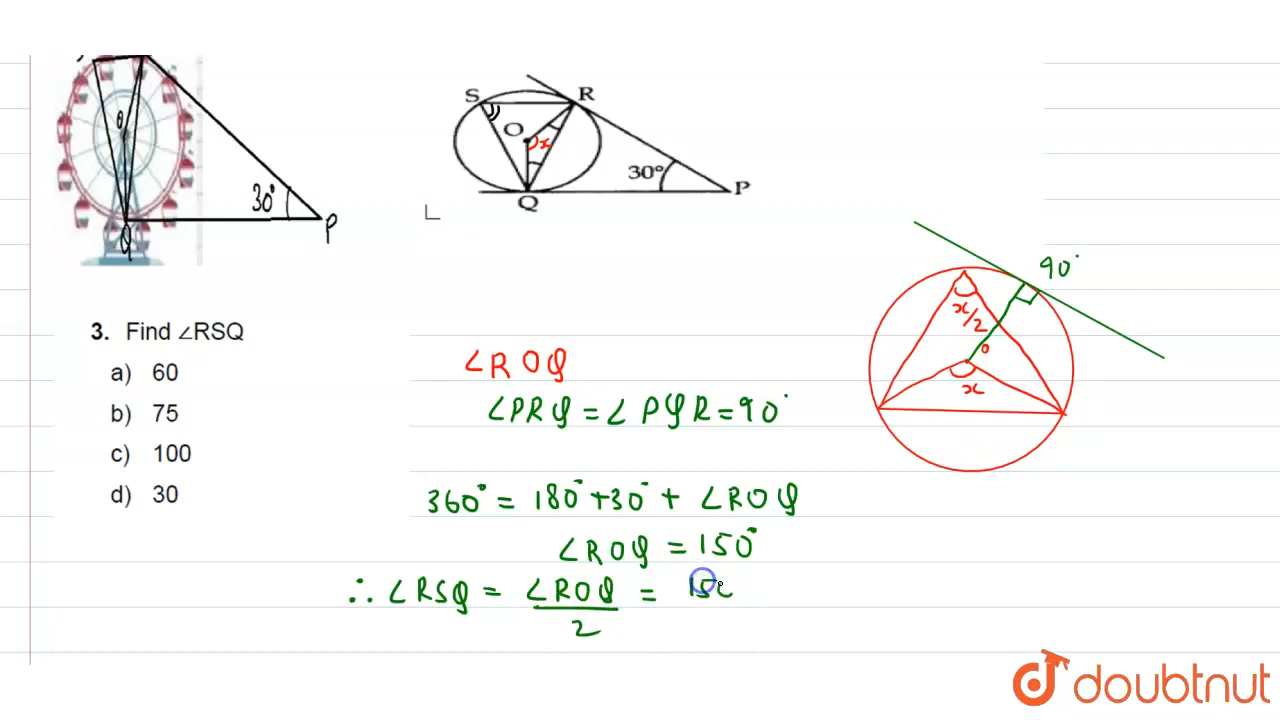 θ
30°
P
Q
S
R
O
x
30°
P
Q
90°
x/2
O
x
3. Find ∠RSQ
a) 60
b) 75
c) 100
d) 30
∠ROQ
∠PRQ = ∠PQR = 90°
360° = 180° + 30° + ∠ROQ
∠ROQ = 150°
∴ ∠RSQ = ∠ROQ/2 = 150
doubtnut